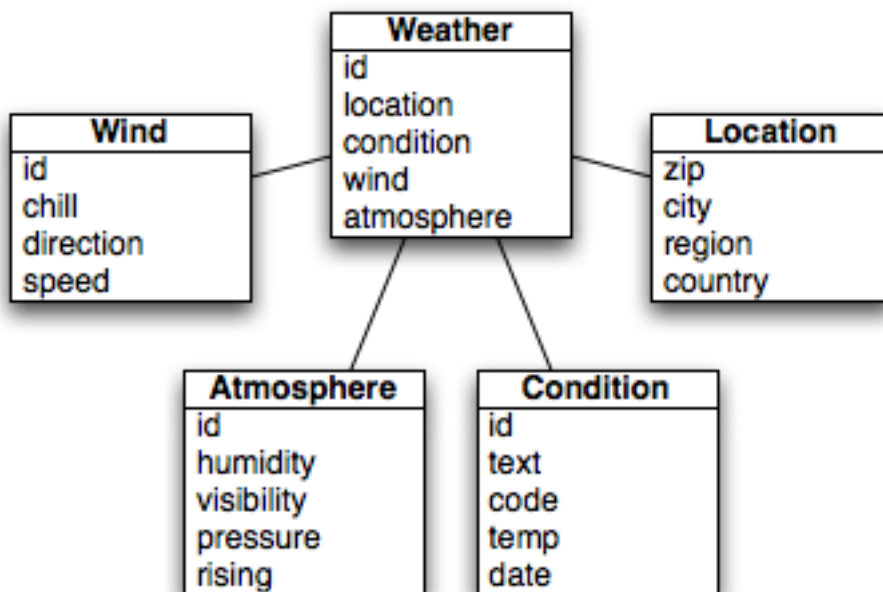 Weather
id
location
condition
wind
atmosphere
Wind
id
chill
direction
speed
Location
zip
city
region
country
Atmosphere
id
humidity
visibility
pressure
rising
Condition
id
text
code
temp
date